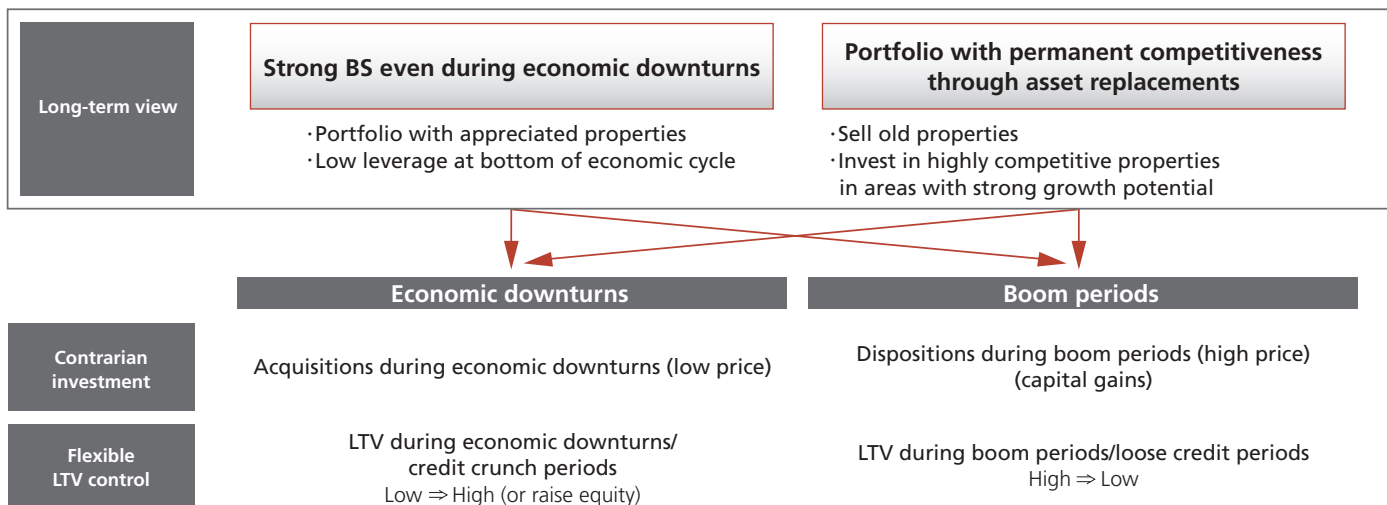 Long-term view
Strong BS even during economic downturns
·Portfolio with appreciated properties
·Low leverage at bottom of economic cycle
Portfolio with permanent competitiveness
through asset replacements
·Sell old properties
·Invest in highly competitive properties
in areas with strong growth potential
Economic downturns
Boom periods
Contrarian
investment
Acquisitions during economic downturns (low price)
Dispositions during boom periods (high price)
(capital gains)
Flexible
LTV control
LTV during economic downturns/
credit crunch periods
Low ⇒ High (or raise equity)
LTV during boom periods/loose credit periods
High ⇒ Low